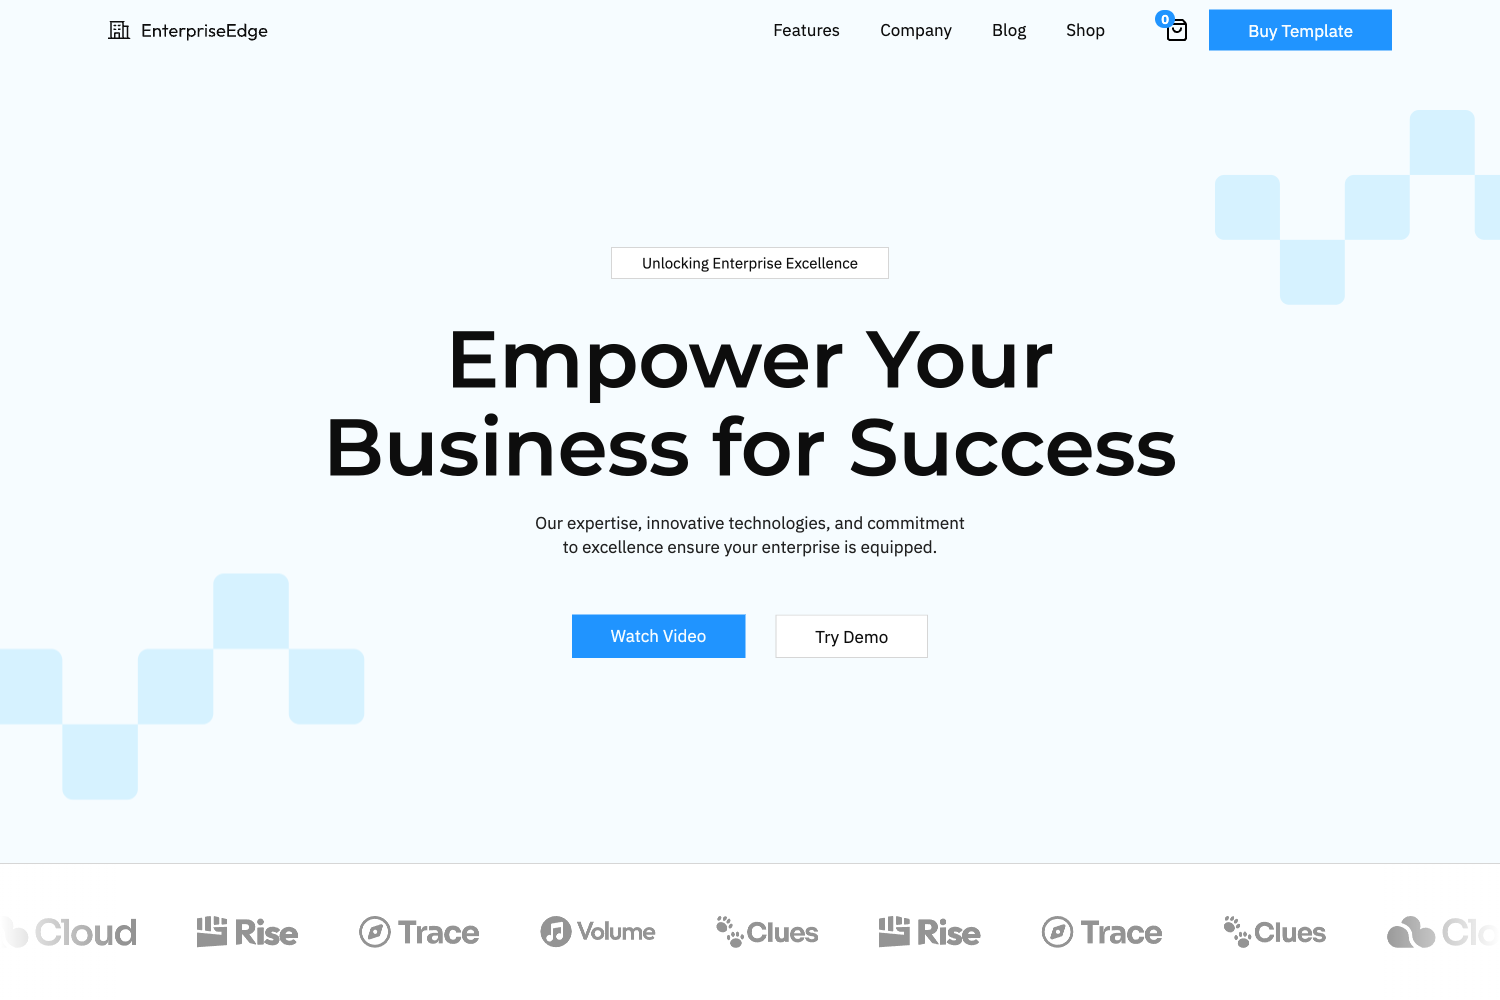 EnterpriseEdge
Features
Company
Blog
Shop
0
Buy Template
Unlocking Enterprise Excellence
Empower Your
Business for Success
Our expertise, innovative technologies, and commitment
to excellence ensure your enterprise is equipped.
Watch Video
Try Demo
Cloud
Rise
Trace
Volume
Clues
Rise
Trace
Clues
Clo